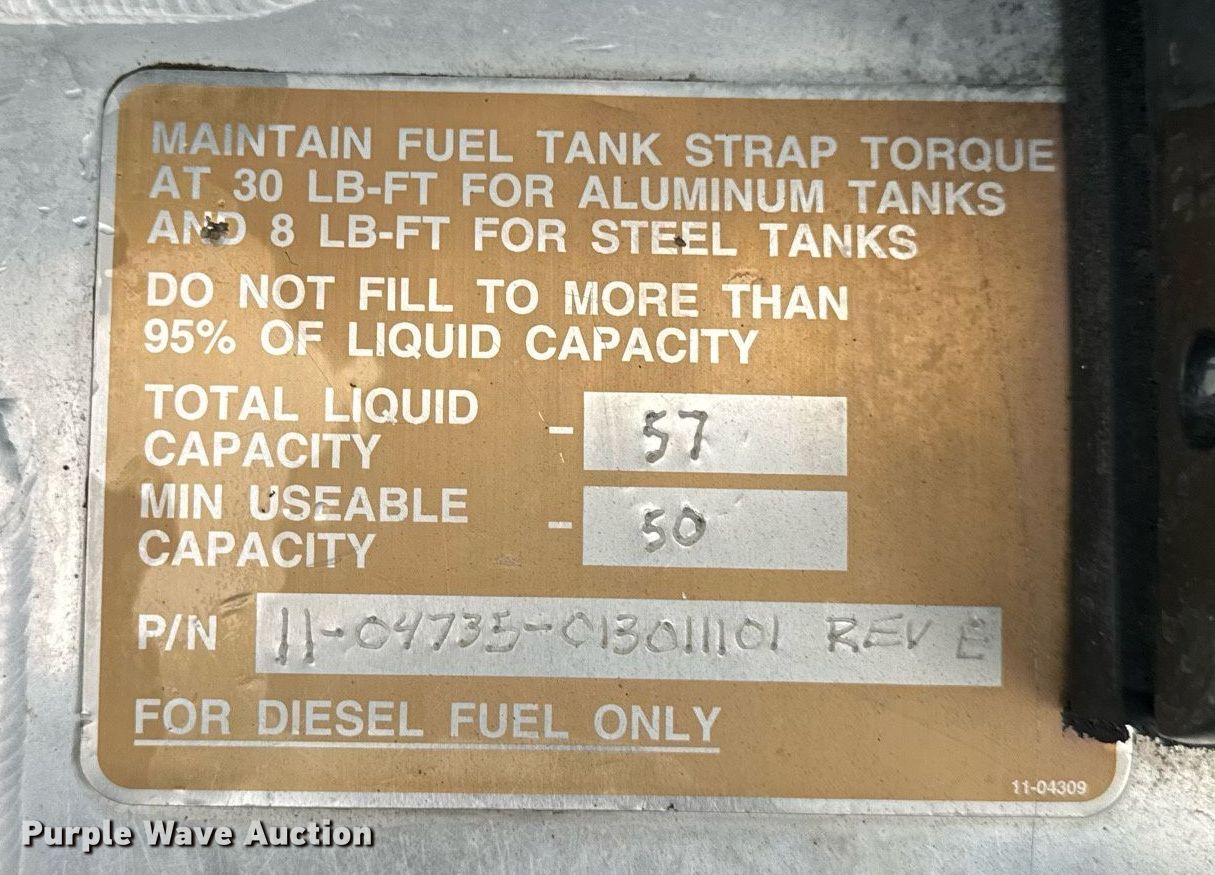 MAINTAIN FUEL TANK STRAP TORQUE
AT 30 LB-FT FOR ALUMINUM TANKS
AND 8 LB-FT FOR STEEL TANKS
DO NOT FILL TO MORE THAN
95% OF LIQUID CAPACITY
TOTAL LIQUID
CAPACITY - 57
MIN USEABLE
CAPACITY - 50
P/N 11-04735-013011101 REV E
FOR DIESEL FUEL ONLY
11-04309
Purple Wave Auction